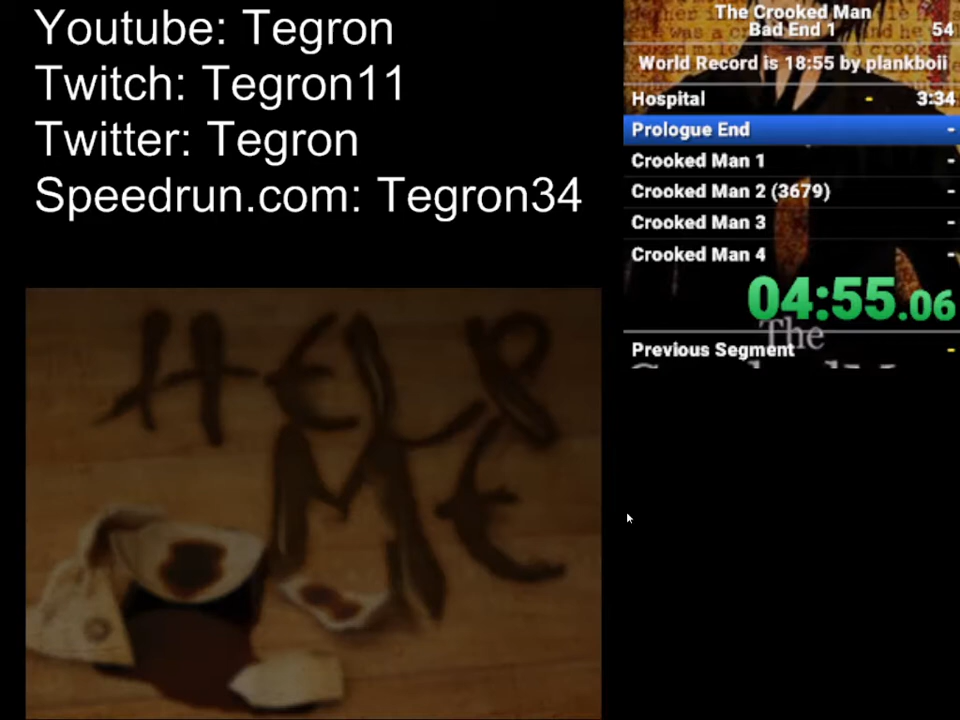 Youtube: Tegron
Twitch: Tegron11
Twitter: Tegron
Speedrun.com: Tegron34
The Crooked Man
Bad End 1 54
World Record is 18:55 by plankboii
Hospital - 3:34
Prologue End -
Crooked Man 1 -
Crooked Man 2 (3679) -
Crooked Man 3 -
Crooked Man 4 -
04:55.06
The
Previous Segment -
HELP
ME